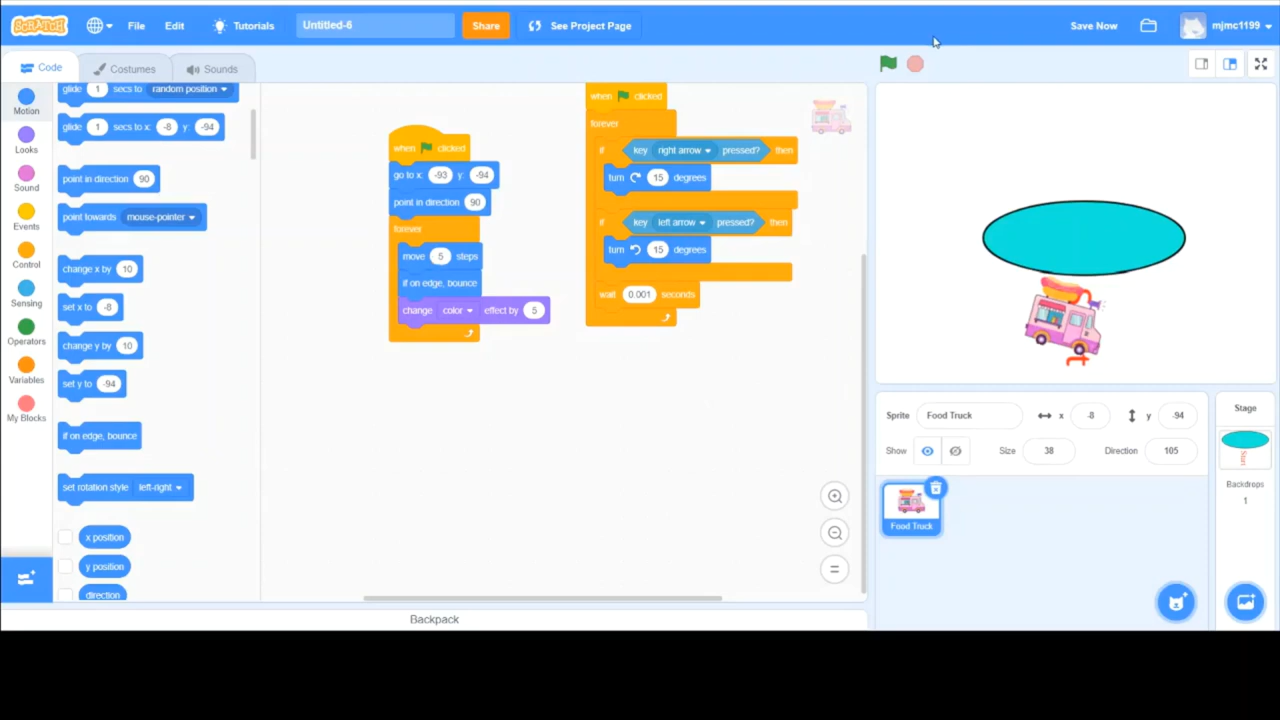 SCRATCH
File Edit Tutorials Untitled-6 Share See Project Page Save Now mjmc1199
Code Costumes Sounds
Motion
Looks
Sound
Events
Control
Sensing
Operators
Variables
My Blocks
glide 1 secs to random position
glide 1 secs to x: -8 y: -94
point in direction 90
point towards mouse-pointer
change x by 10
set x to -8
change y by 10
set y to -94
if on edge, bounce
set rotation style left-right
x position
y position
direction
when clicked
go to x: -93 y: -94
point in direction 90
forever
move 5 steps
if on edge, bounce
change color effect by 5
when clicked
forever
if key right arrow pressed? then
turn 15 degrees
if key left arrow pressed? then
turn 15 degrees
wait 0.001 seconds
Sprite Food Truck x -8 y -94
Show Size 38 Direction 105
Food Truck
Stage
Start
Backdrops
1
Backpack